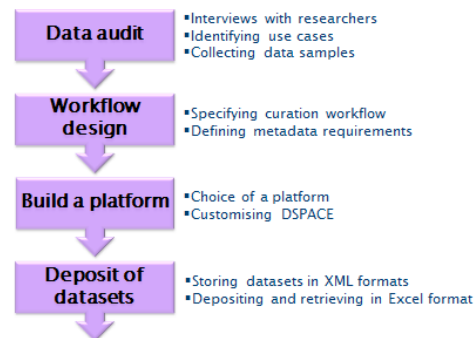 Data audit
▪Interviews with researchers
▪Identifying use cases
▪Collecting data samples
Workflow
design
▪Specifying curation workflow
▪Defining metadata requirements
Build a platform
▪Choice of a platform
▪Customising DSPACE
Deposit of
datasets
▪Storing datasets in XML formats
▪Depositing and retrieving in Excel format